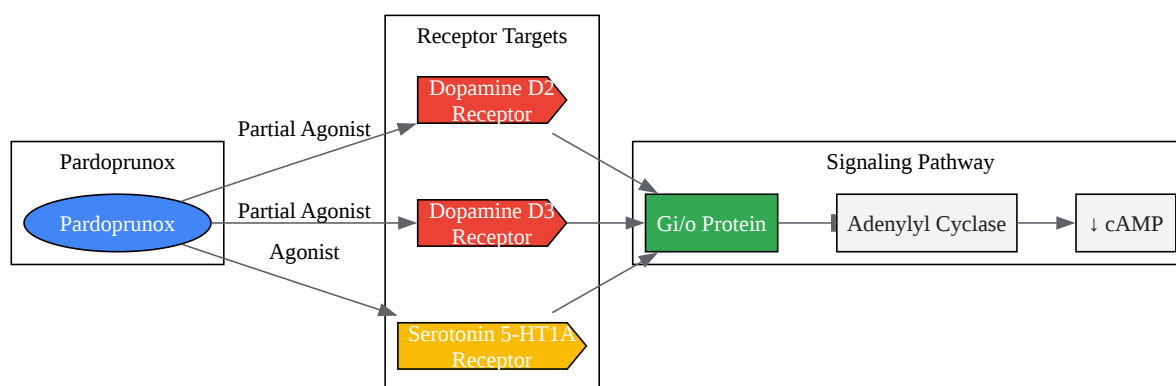 Receptor Targets
Dopamine D2
Receptor
Partial Agonist
Pardoprunox
Signaling Pathway
Pardoprunox
Partial Agonist
Dopamine D3
Receptor
Gi/o Protein
Adenylyl Cyclase
↓ cAMP
Agonist
Serotonin 5-HT1A
Receptor